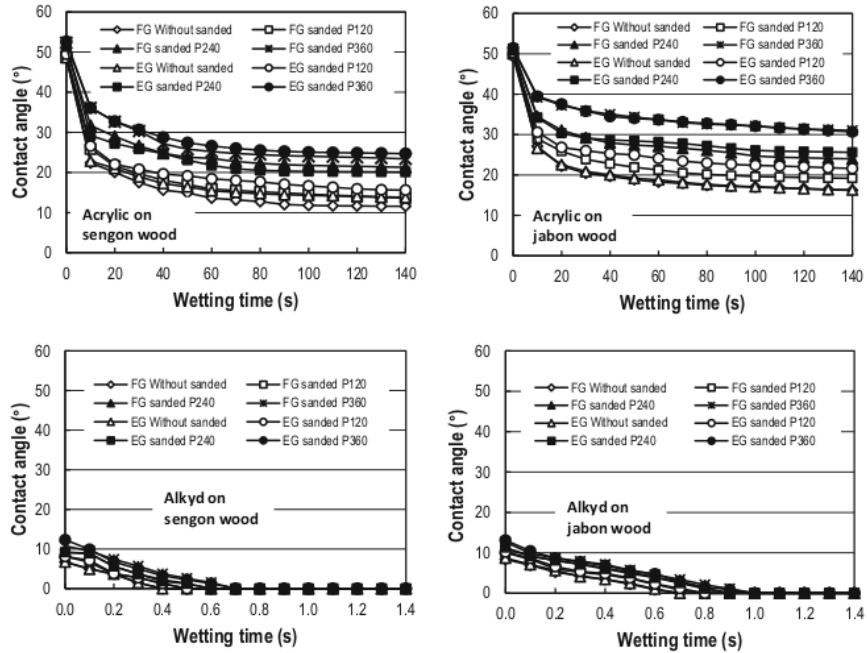 60
50
40
30
20
10
0
Contact angle (°)
FG Without sanded
FG sanded P120
FG sanded P240
FG sanded P360
EG Without sanded
EG sanded P120
EG sanded P240
EG sanded P360
Acrylic on
sengon wood
0 20 40 60 80 100 120 140
Wetting time (s)
60
50
40
30
20
10
0
Contact angle (°)
FG Without sanded
FG sanded P120
FG sanded P240
FG sanded P360
EG Without sanded
EG sanded P120
EG sanded P240
EG sanded P360
Acrylic on
jabon wood
0 20 40 60 80 100 120 140
Wetting time (s)
60
50
40
30
20
10
0
Contact angle (°)
FG Without sanded
FG sanded P120
FG sanded P240
FG sanded P360
EG Without sanded
EG sanded P120
EG sanded P240
EG sanded P360
Alkyd on
sengon wood
0.0 0.2 0.4 0.6 0.8 1.0 1.2 1.4
Wetting time (s)
60
50
40
30
20
10
0
Contact angle (°)
FG Without sanded
FG sanded P120
FG sanded P240
FG sanded P360
EG Without sanded
EG sanded P120
EG sanded P240
EG sanded P360
Alkyd on
jabon wood
0.0 0.2 0.4 0.6 0.8 1.0 1.2 1.4
Wetting time (s)